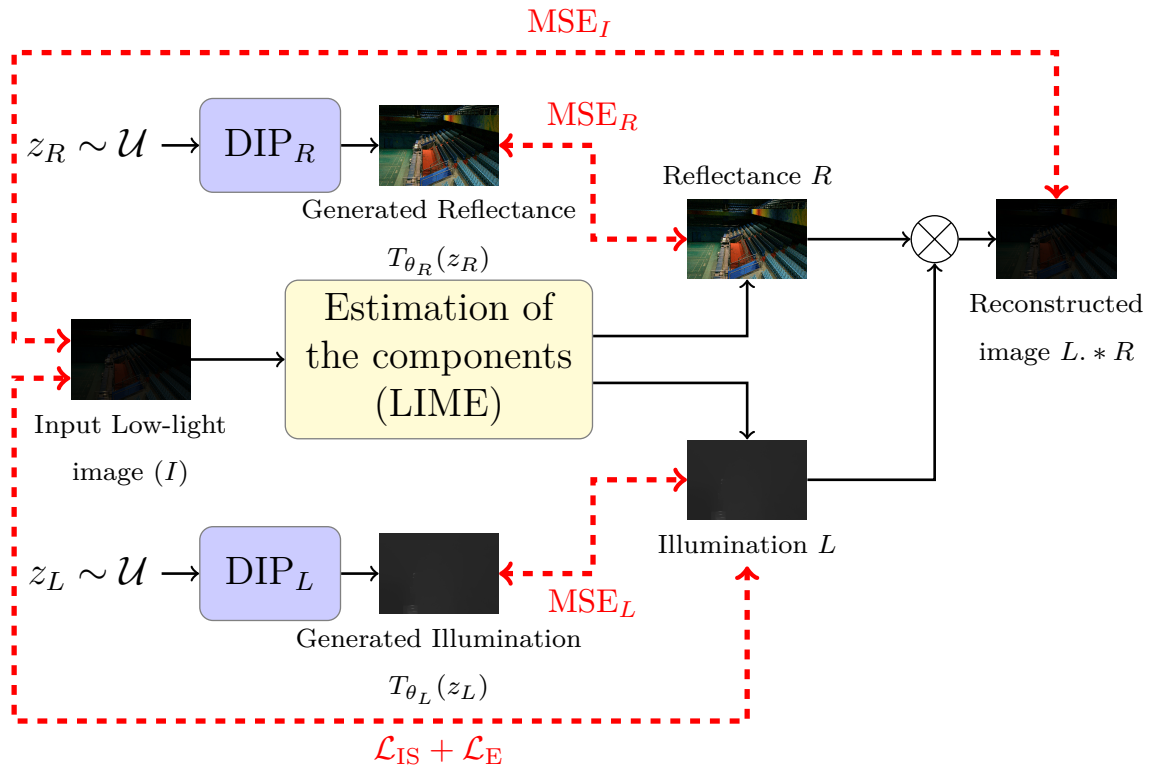 MSE_I
z_R ∼ 𝒰
DIP_R
MSE_R
Generated Reflectance
T_{θ_R}(z_R)
Reflectance R
Estimation of
the components
(LIME)
Input Low-light
image (I)
Reconstructed
image L. ∗ R
Illumination L
z_L ∼ 𝒰
DIP_L
MSE_L
Generated Illumination
T_{θ_L}(z_L)
ℒ_IS + ℒ_E